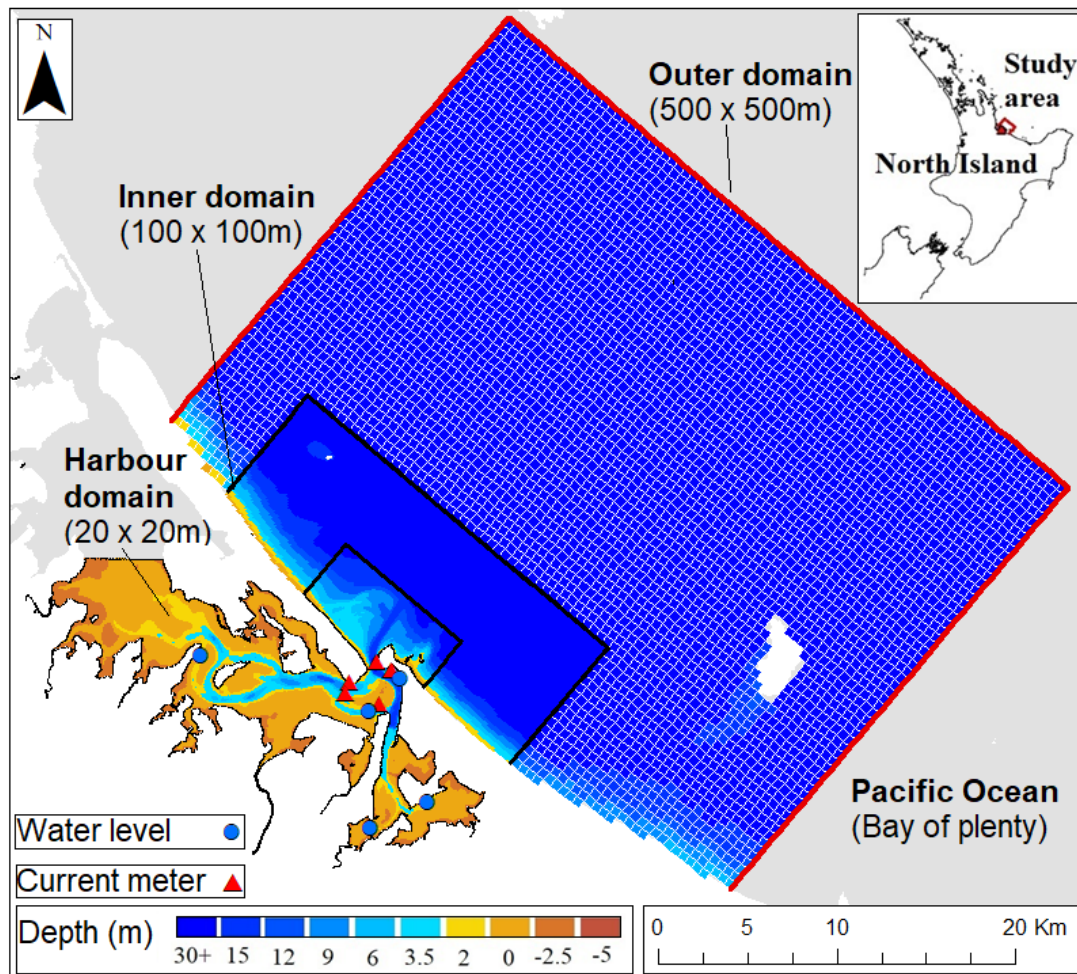 N
Outer domain
(500 x 500m)
Study
area
North Island
Inner domain
(100 x 100m)
Harbour
domain
(20 x 20m)
Pacific Ocean
(Bay of plenty)
Water level
Current meter
Depth (m)
30+ 15 12 9 6 3.5 2 0 -2.5 -5
0 5 10 20 Km